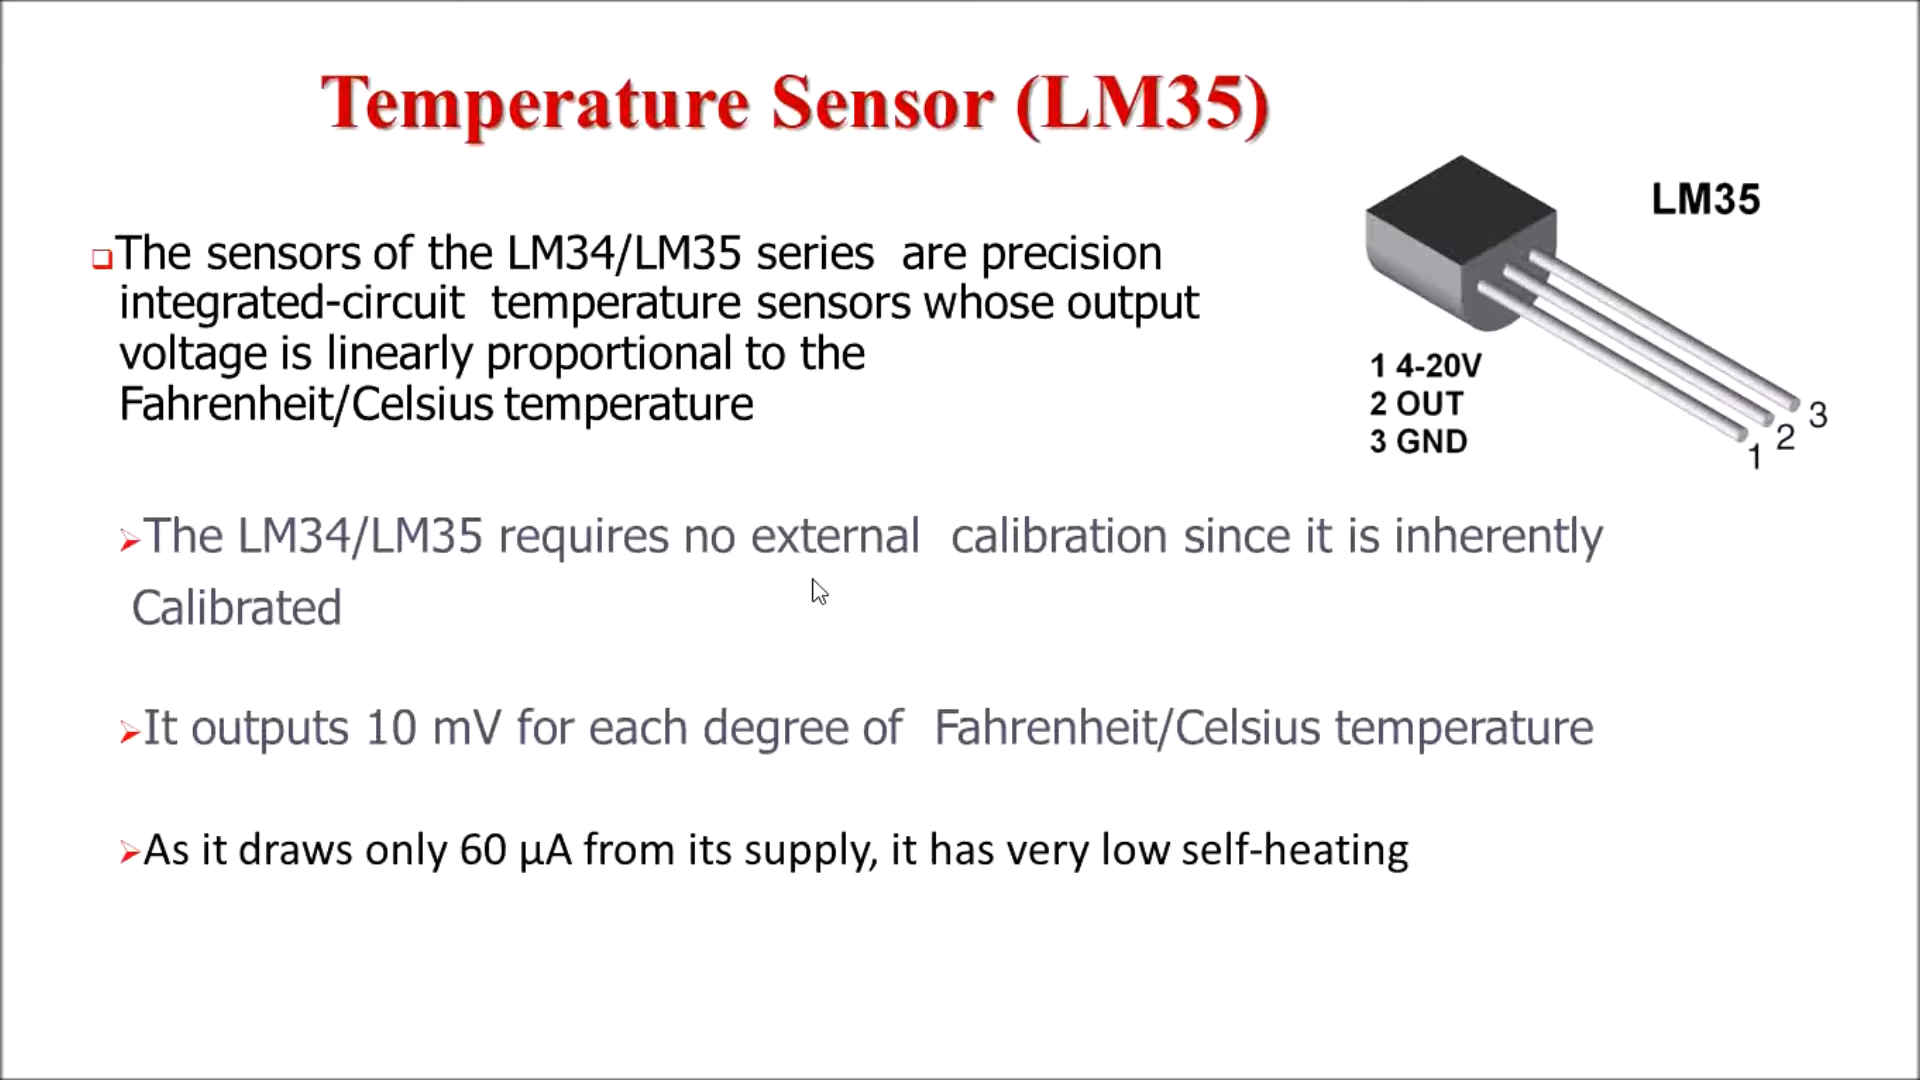 Temperature Sensor (LM35)
LM35
The sensors of the LM34/LM35 series are precision
integrated-circuit temperature sensors whose output
voltage is linearly proportional to the
Fahrenheit/Celsius temperature
1 4-20V
2 OUT
3 GND
3
2
1
The LM34/LM35 requires no external calibration since it is inherently
Calibrated
It outputs 10 mV for each degree of Fahrenheit/Celsius temperature
As it draws only 60 µA from its supply, it has very low self-heating